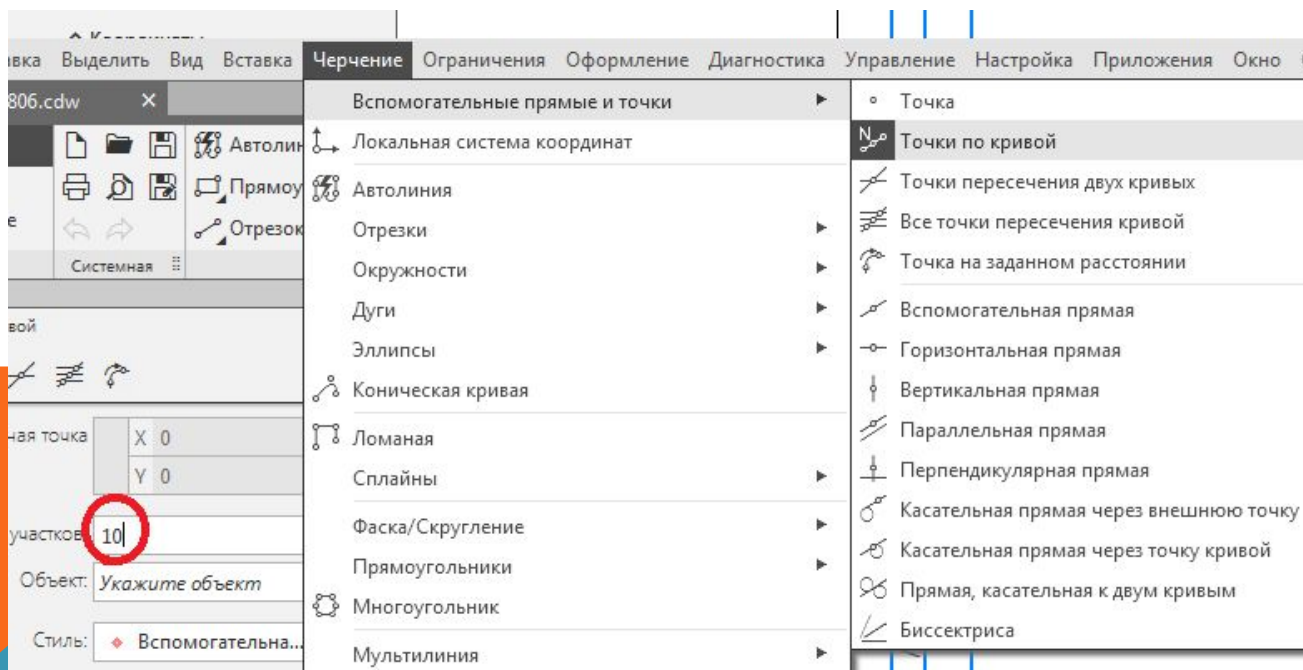 Выделить Вид Вставка Черчение Ограничения Оформление Диагностика Управление Настройка Приложения Окно
806.cdw ×
Автолин
Прямоу
Отрезок
Системная
вой
ная точка X 0
Y 0
участков: 10
Объект: Укажите объект
Стиль: Вспомогательна...
Вспомогательные прямые и точки
Локальная система координат
Автолиния
Отрезки
Окружности
Дуги
Эллипсы
Коническая кривая
Ломаная
Сплайны
Фаска/Скругление
Прямоугольники
Многоугольник
Мультилиния
Точка
Точки по кривой
Точки пересечения двух кривых
Все точки пересечения кривой
Точка на заданном расстоянии
Вспомогательная прямая
Горизонтальная прямая
Вертикальная прямая
Параллельная прямая
Перпендикулярная прямая
Касательная прямая через внешнюю точку
Касательная прямая через точку кривой
Прямая, касательная к двум кривым
Биссектриса